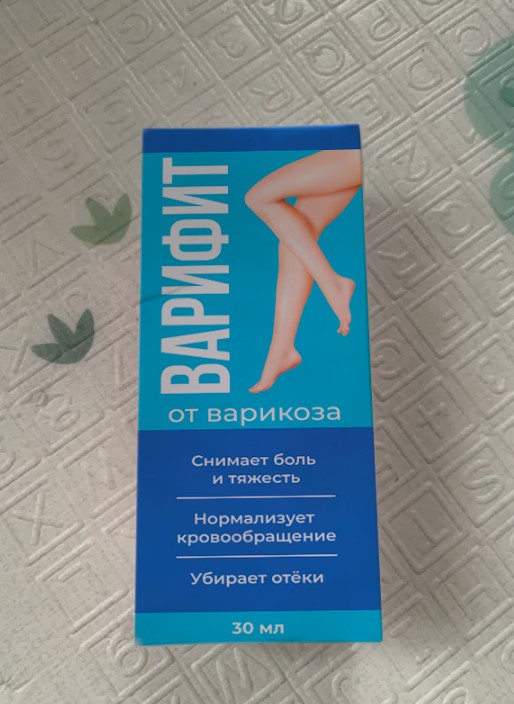 ВАРИФИТ
от варикоза
Снимает боль
и тяжесть
Нормализует
кровообращение
Убирает отёки
30 мл